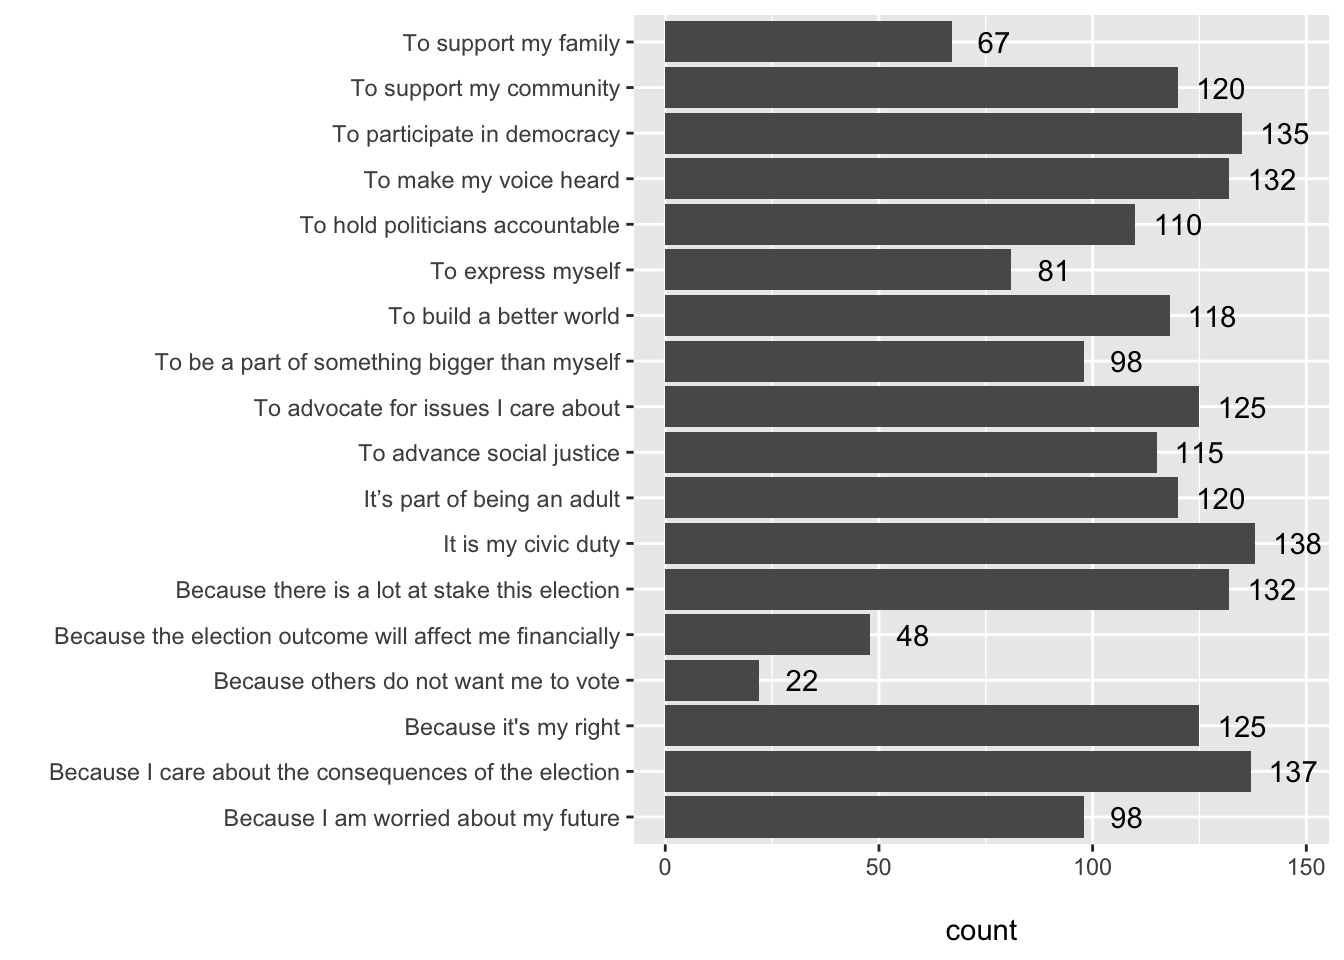 To support my family 67
To support my community 120
To participate in democracy 135
To make my voice heard 132
To hold politicians accountable 110
To express myself 81
To build a better world 118
To be a part of something bigger than myself 98
To advocate for issues I care about 125
To advance social justice 115
It’s part of being an adult 120
It is my civic duty 138
Because there is a lot at stake this election 132
Because the election outcome will affect me financially 48
Because others do not want me to vote 22
Because it's my right 125
Because I care about the consequences of the election 137
Because I am worried about my future 98
0 50 100 150
count